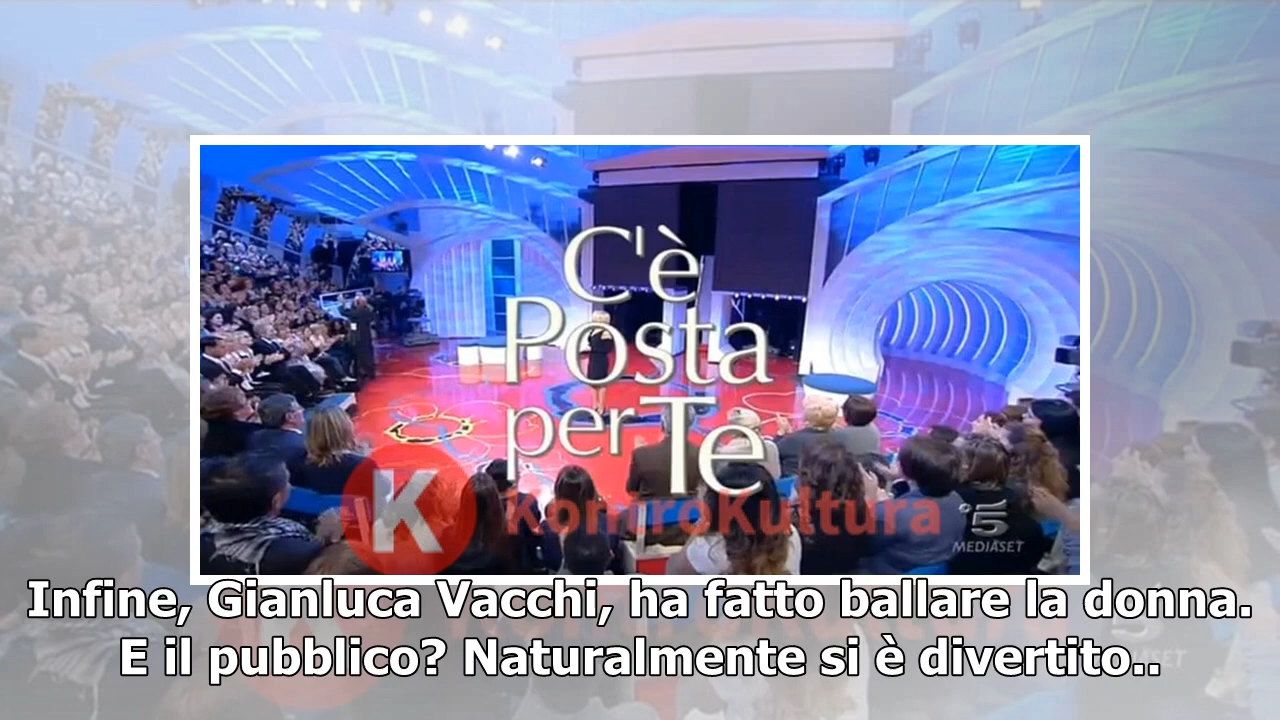 C'è
Posta
per Te
K KontroKultura
5
MEDIASET
Infine, Gianluca Vacchi, ha fatto ballare la donna.
E il pubblico? Naturalmente si è divertito..